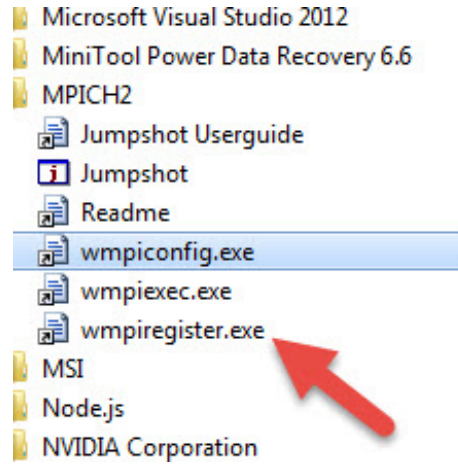 Microsoft Visual Studio 2012
MiniTool Power Data Recovery 6.6
MPICH2
Jumpshot Userguide
Jumpshot
Readme
wmpiconfig.exe
wmpiexec.exe
wmpiregister.exe
MSI
Node.js
NVIDIA Corporation